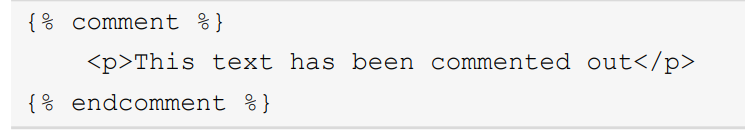 {% comment %}
    <p>This text has been commented out</p>
{% endcomment %}